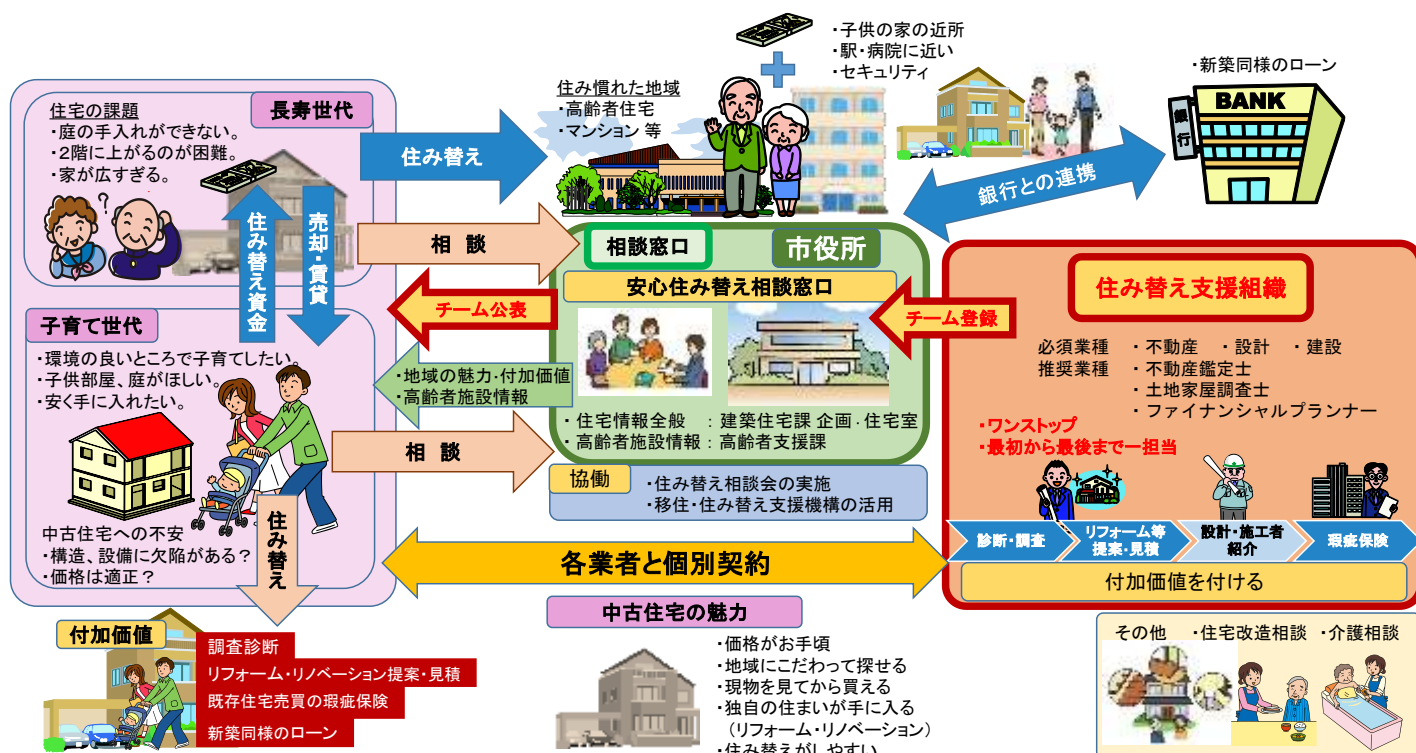 ・子供の家の近所
・駅・病院に近い
・セキュリティ
住み慣れた地域
・高齢者住宅
・マンション 等
・新築同様のローン
BANK
銀行
銀行との連携
長寿世代
住宅の課題
・庭の手入れができない。
・2階に上がるのが困難。
・家が広すぎる。
?
住み替え
住み替え資金
売却・賃貸
相 談
チーム公表
子育て世代
・環境の良いところで子育てしたい。
・子供部屋、庭がほしい。
・安く手に入れたい。
・地域の魅力・付加価値
・高齢者施設情報
相 談
中古住宅への不安
・構造、設備に欠陥がある？
・価格は適正？
住み替え
相談窓口
市役所
安心住み替え相談窓口
・住宅情報全般 ：建築住宅課 企画・住宅室
・高齢者施設情報：高齢者支援課
協働
・住み替え相談会の実施
・移住・住み替え支援機構の活用
チーム登録
住み替え支援組織
必須業種 ・不動産 ・設計 ・建設
推奨業種 ・不動産鑑定士
・土地家屋調査士
・ファイナンシャルプランナー
・ワンストップ
・最初から最後まで一担当
診断・調査
リフォーム等
提案・見積
設計・施工者
紹介
瑕疵保険
付加価値を付ける
各業者と個別契約
付加価値
調査診断
リフォーム・リノベーション提案・見積
既存住宅売買の瑕疵保険
新築同様のローン
中古住宅の魅力
・価格がお手頃
・地域にこだわって探せる
・現物を見てから買える
・独自の住まいが手に入る
（リフォーム・リノベーション）
・住み替えがしやすい
その他 ・住宅改造相談 ・介護相談